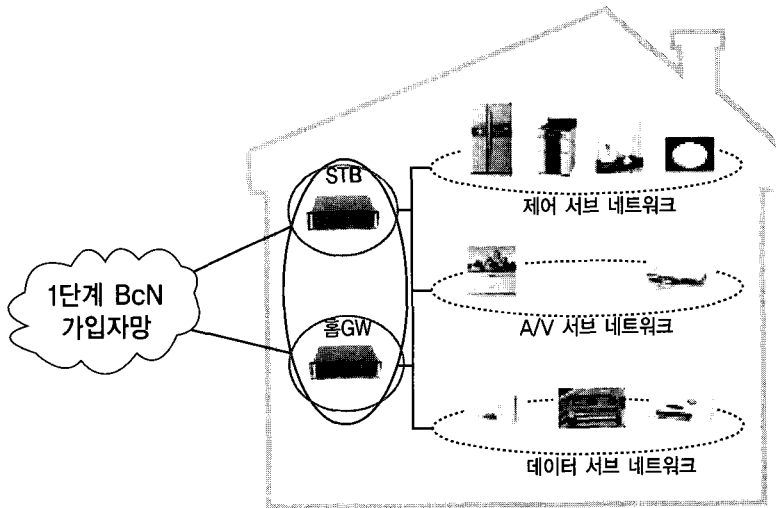 STB
제어 서브 네트워크
1단계 BcN
가입자망
홈GW
A/V 서브 네트워크
데이터 서브 네트워크